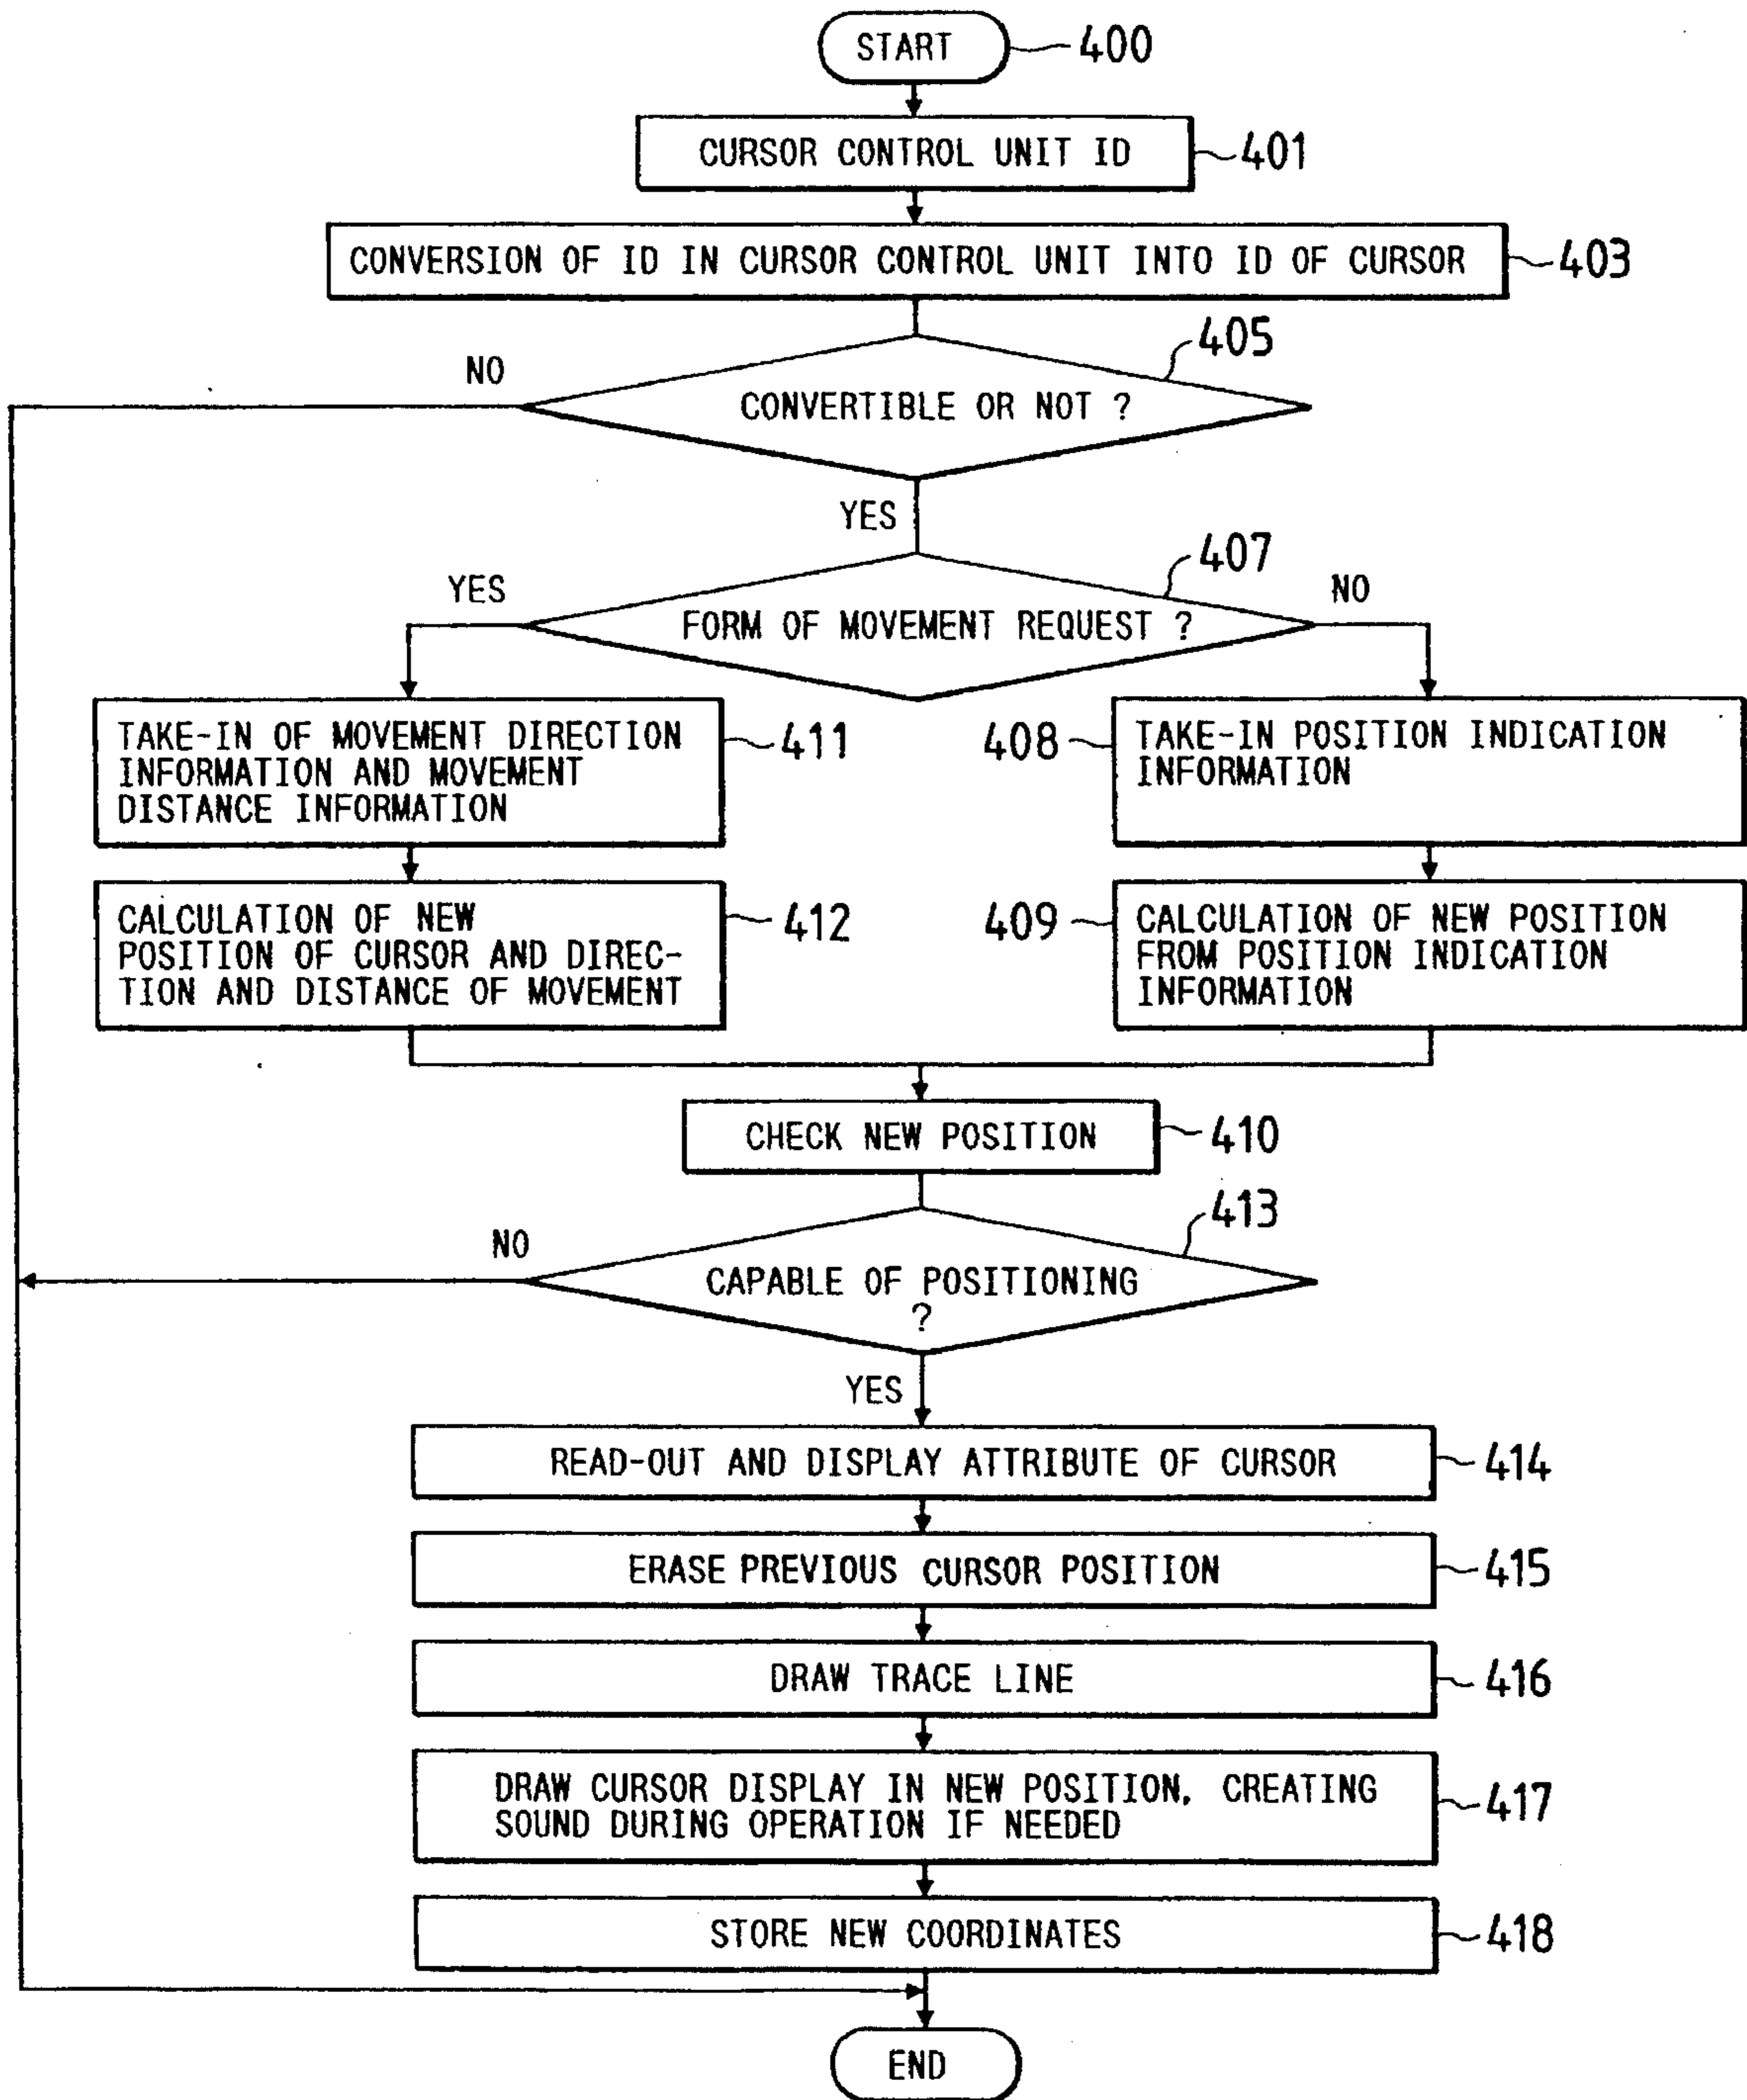 START
400
CURSOR CONTROL UNIT ID
401
CONVERSION OF ID IN CURSOR CONTROL UNIT INTO ID OF CURSOR
403
405
NO
CONVERTIBLE OR NOT ?
YES
407
YES
NO
FORM OF MOVEMENT REQUEST ?
TAKE-IN OF MOVEMENT DIRECTION
INFORMATION AND MOVEMENT
DISTANCE INFORMATION
411
408
TAKE-IN POSITION INDICATION
INFORMATION
CALCULATION OF NEW
POSITION OF CURSOR AND DIREC-
TION AND DISTANCE OF MOVEMENT
412
409
CALCULATION OF NEW POSITION
FROM POSITION INDICATION
INFORMATION
CHECK NEW POSITION
410
413
NO
CAPABLE OF POSITIONING
?
YES
READ-OUT AND DISPLAY ATTRIBUTE OF CURSOR
414
ERASE PREVIOUS CURSOR POSITION
415
DRAW TRACE LINE
416
DRAW CURSOR DISPLAY IN NEW POSITION, CREATING
SOUND DURING OPERATION IF NEEDED
417
STORE NEW COORDINATES
418
END